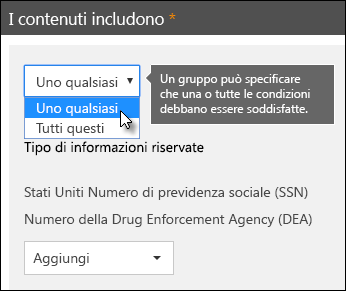 I contenuti includono *
Uno qualsiasi
Un gruppo può specificare
che una o tutte le condizioni
debbano essere soddisfatte.
Uno qualsiasi
Tutti questi
Tipo di informazioni riservate
Stati Uniti Numero di previdenza sociale (SSN)
Numero della Drug Enforcement Agency (DEA)
Aggiungi